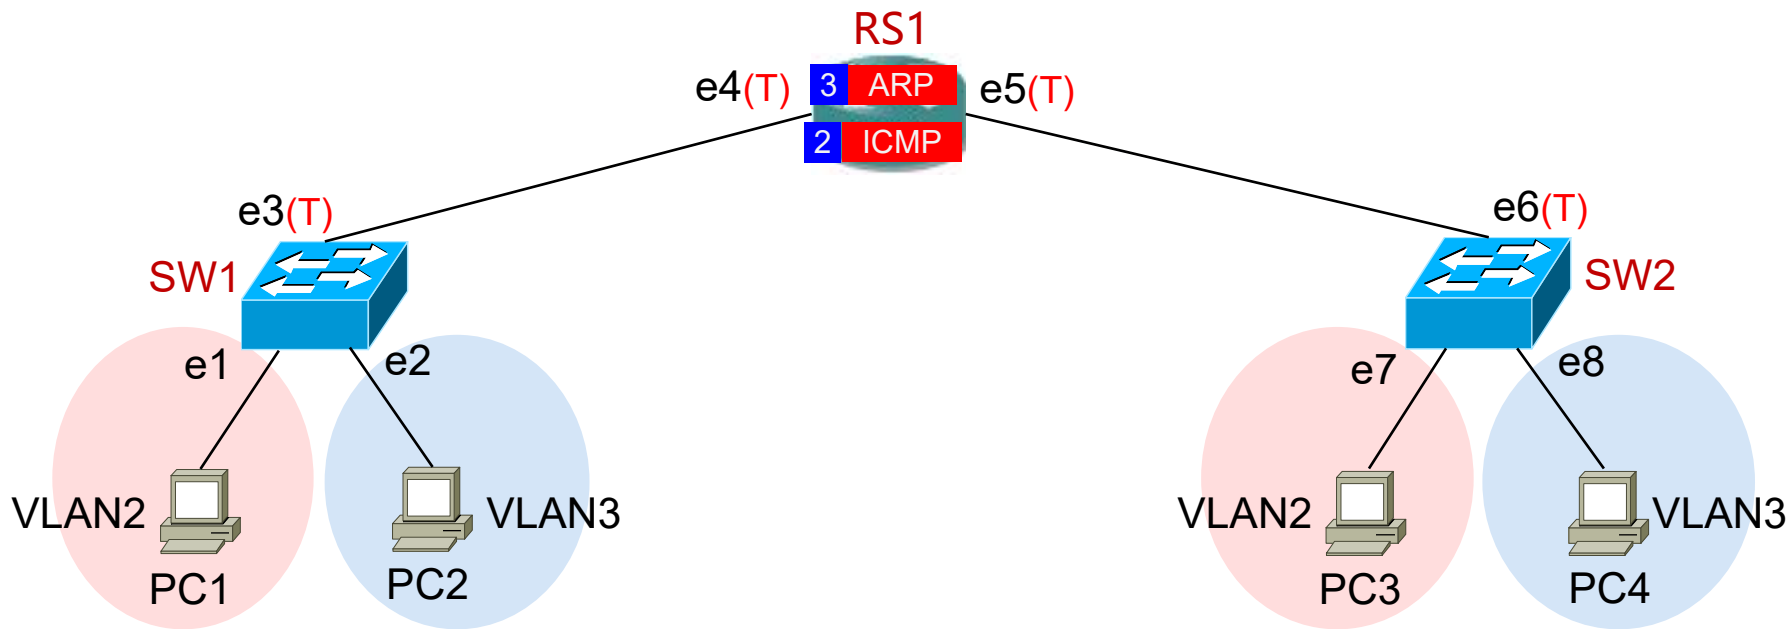 RS1
e4(T)
3 ARP
e5(T)
2 ICMP
e3(T)
e6(T)
SW1
SW2
e1
e2
e7
e8
VLAN2
VLAN3
VLAN2
VLAN3
PC1
PC2
PC3
PC4